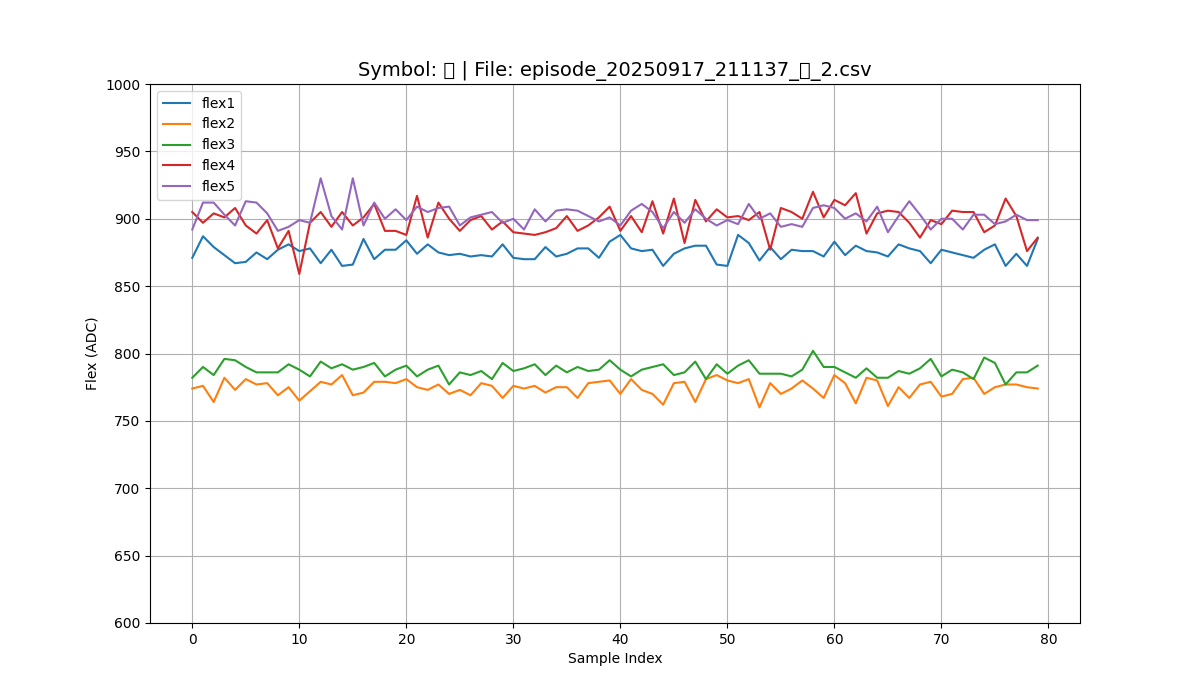 Symbol: | File: episode_20250917_211137_ _2.csv
1000
950
900
850
800
750
700
650
600
flex1
flex2
flex3
flex4
flex5
Flex (ADC)
0 10 20 30 40 50 60 70 80
Sample Index